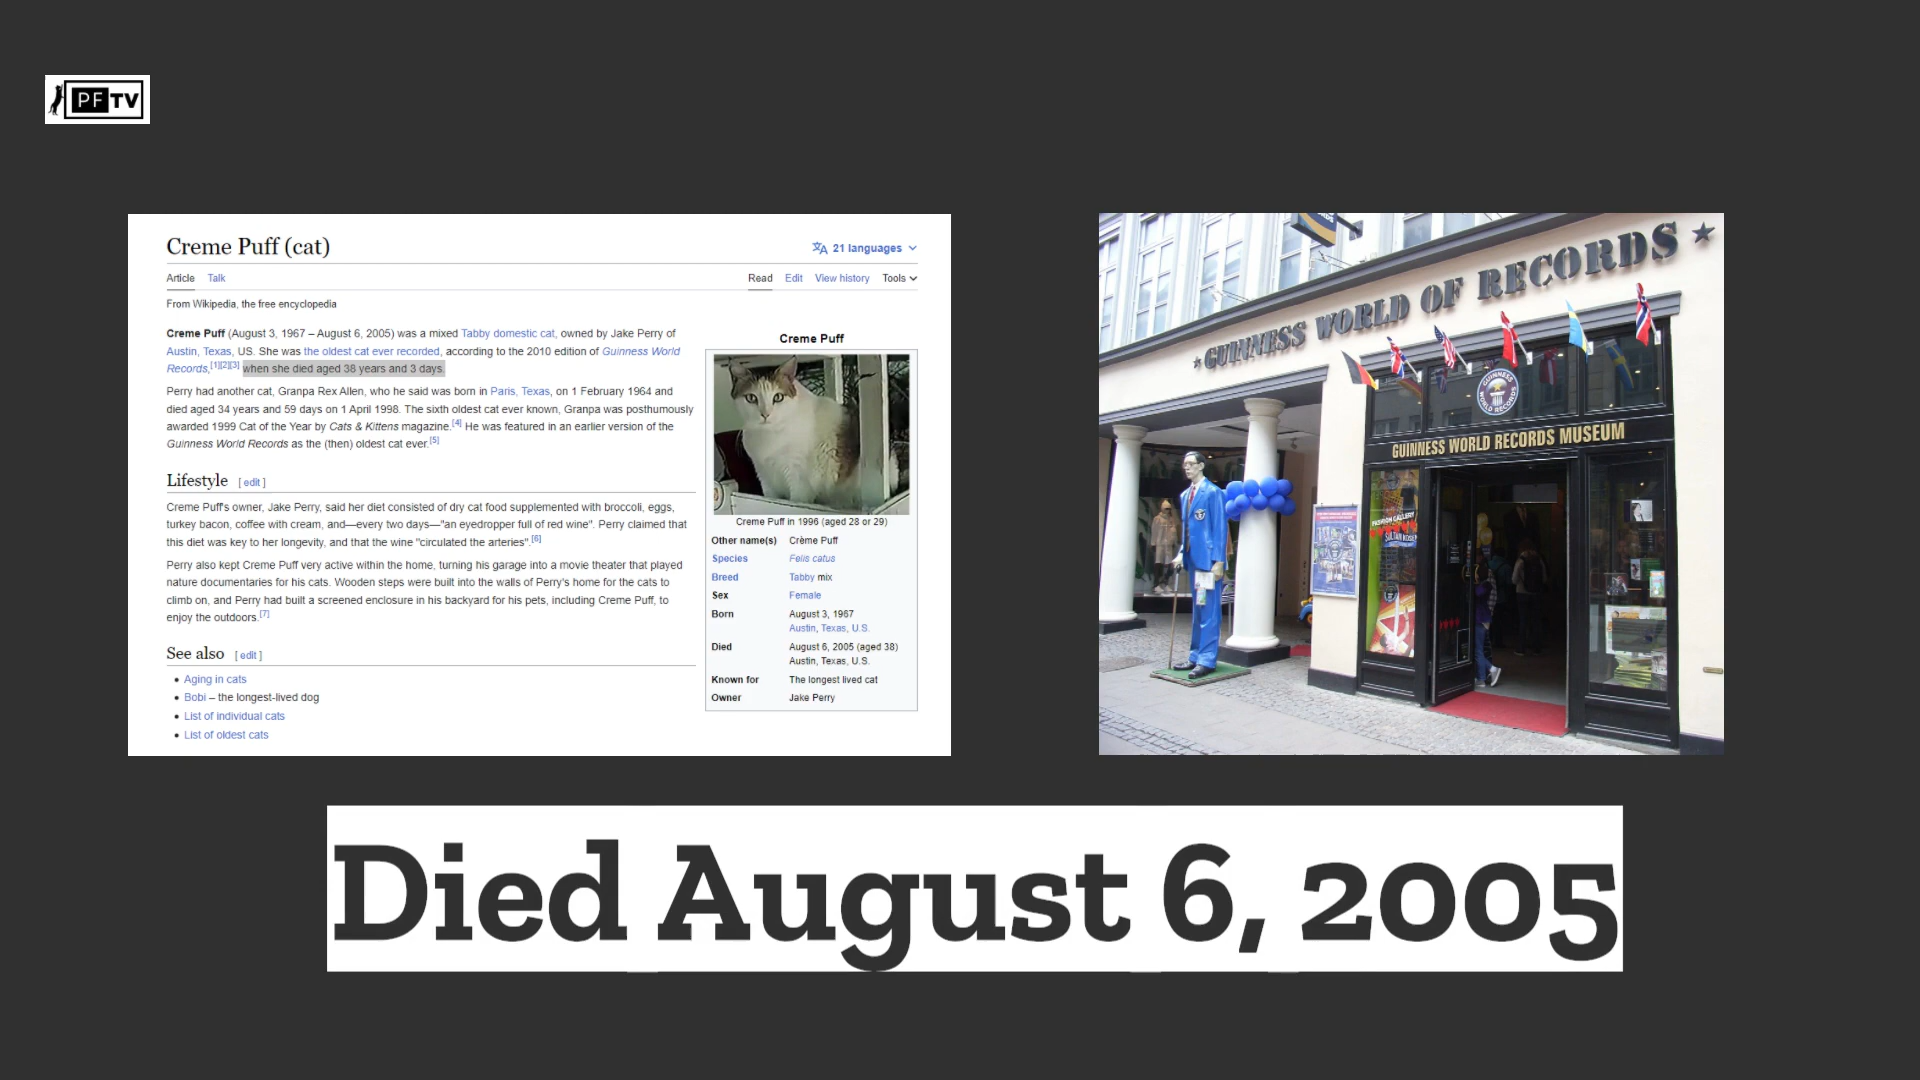 PF TV
Creme Puff (cat)
21 languages
Article Talk
Read Edit View history Tools
From Wikipedia, the free encyclopedia
Creme Puff (August 3, 1967 – August 6, 2005) was a mixed Tabby domestic cat, owned by Jake Perry of
Austin, Texas, US. She was the oldest cat ever recorded, according to the 2010 edition of Guinness World
Records,[1][2][3] when she died aged 38 years and 3 days.
Perry had another cat, Granpa Rex Allen, who he said was born in Paris, Texas, on 1 February 1964 and
died aged 34 years and 59 days on 1 April 1998. The sixth oldest cat ever known, Granpa was posthumously
awarded 1999 Cat of the Year by Cats & Kittens magazine.[4] He was featured in an earlier version of the
Guinness World Records as the (then) oldest cat ever.[5]
Lifestyle [ edit ]
Creme Puff's owner, Jake Perry, said her diet consisted of dry cat food supplemented with broccoli, eggs,
turkey bacon, coffee with cream, and—every two days—"an eyedropper full of red wine". Perry claimed that
this diet was key to her longevity, and that the wine "circulated the arteries".[6]
Perry also kept Creme Puff very active within the home, turning his garage into a movie theater that played
nature documentaries for his cats. Wooden steps were built into the walls of Perry's home for the cats to
climb on, and Perry had built a screened enclosure in his backyard for his pets, including Creme Puff, to
enjoy the outdoors.[7]
See also [ edit ]
• Aging in cats
• Bobi – the longest-lived dog
• List of individual cats
• List of oldest cats
Creme Puff
Creme Puff in 1996 (aged 28 or 29)
Other name(s) Crème Puff
Species Felis catus
Breed Tabby mix
Sex Female
Born August 3, 1967
Austin, Texas, U.S.
Died August 6, 2005 (aged 38)
Austin, Texas, U.S.
Known for The longest lived cat
Owner Jake Perry
★GUINNESS WORLD OF RECORDS★
GUINNESS
WORLD RECORDS
GUINNESS WORLD RECORDS MUSEUM
FASHION GALLERY
Died August 6, 2005